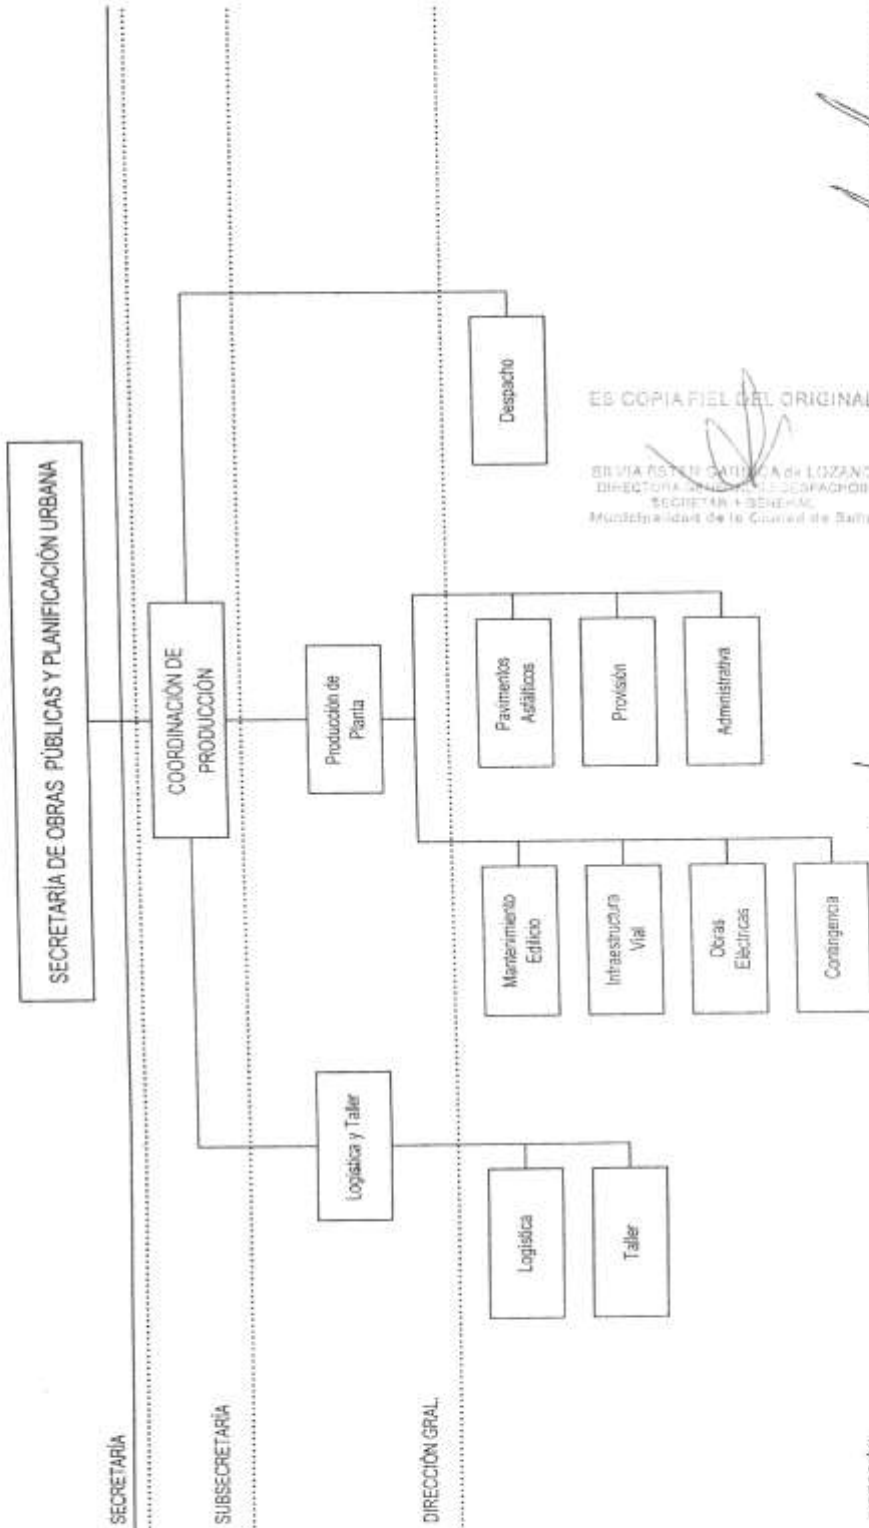 SECRETARÍA DE OBRAS PÚBLICAS Y PLANIFICACIÓN URBANA
SECRETARÍA
COORDINACIÓN DE
PRODUCCIÓN
SUBSECRETARÍA
Logística y Taller
Producción de
Planta
DIRECCIÓN GRAL.
Logística
Taller
Mantenimiento
Edilicio
Infraestructura
Vial
Obras
Eléctricas
Contingencia
Pavimentos
Asfálticos
Provisión
Administrativa
Despacho
ES COPIA FIEL DEL ORIGINAL
de LOZANO
Municipalidad de la Ciudad de